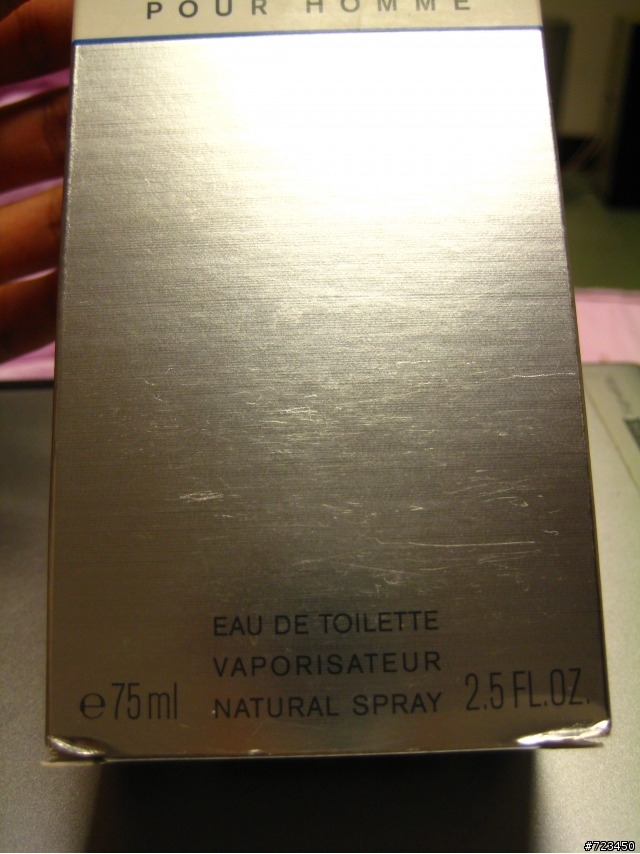 POUR HOMME
EAU DE TOILETTE
VAPORISATEUR
℮75ml NATURAL SPRAY 2.5 FL.OZ.
#723450